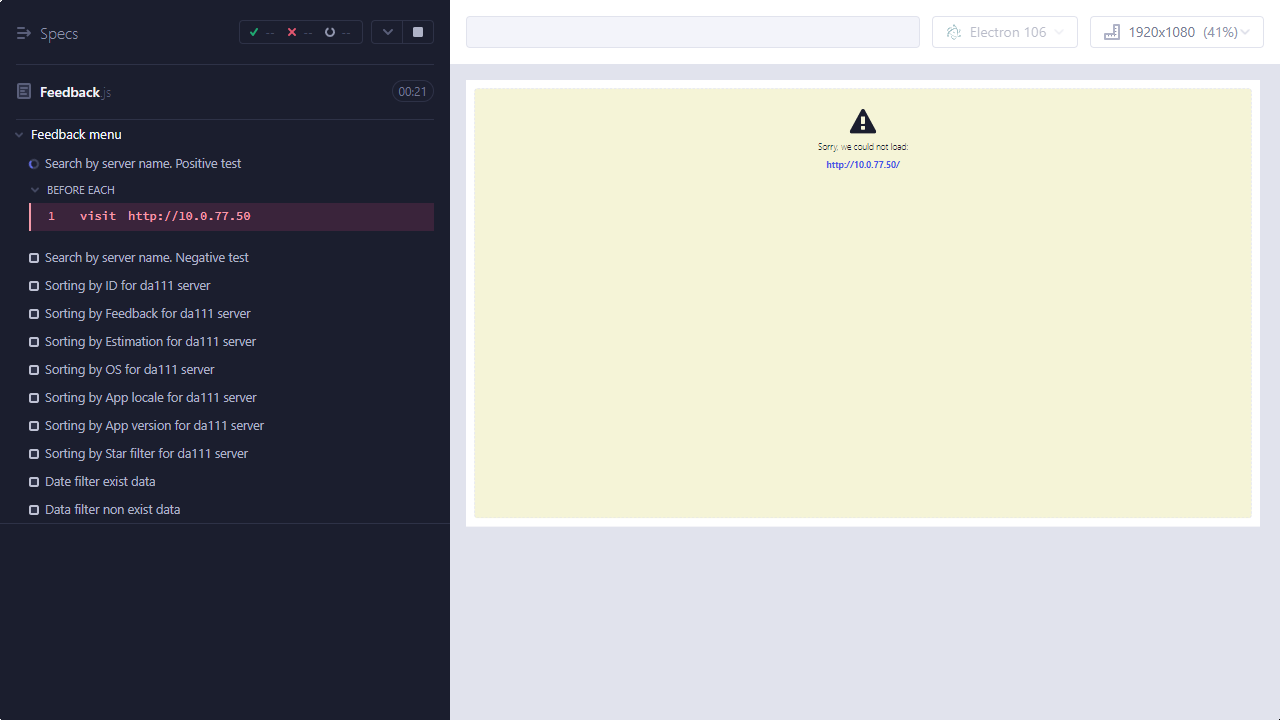 Specs
-- -- --
Electron 106
1920x1080 (41%)
Feedback.js
00:21
Feedback menu
Search by server name. Positive test
BEFORE EACH
1 visit http://10.0.77.50
Search by server name. Negative test
Sorting by ID for da111 server
Sorting by Feedback for da111 server
Sorting by Estimation for da111 server
Sorting by OS for da111 server
Sorting by App locale for da111 server
Sorting by App version for da111 server
Sorting by Star filter for da111 server
Date filter exist data
Data filter non exist data
Sorry, we could not load:
http://10.0.77.50/